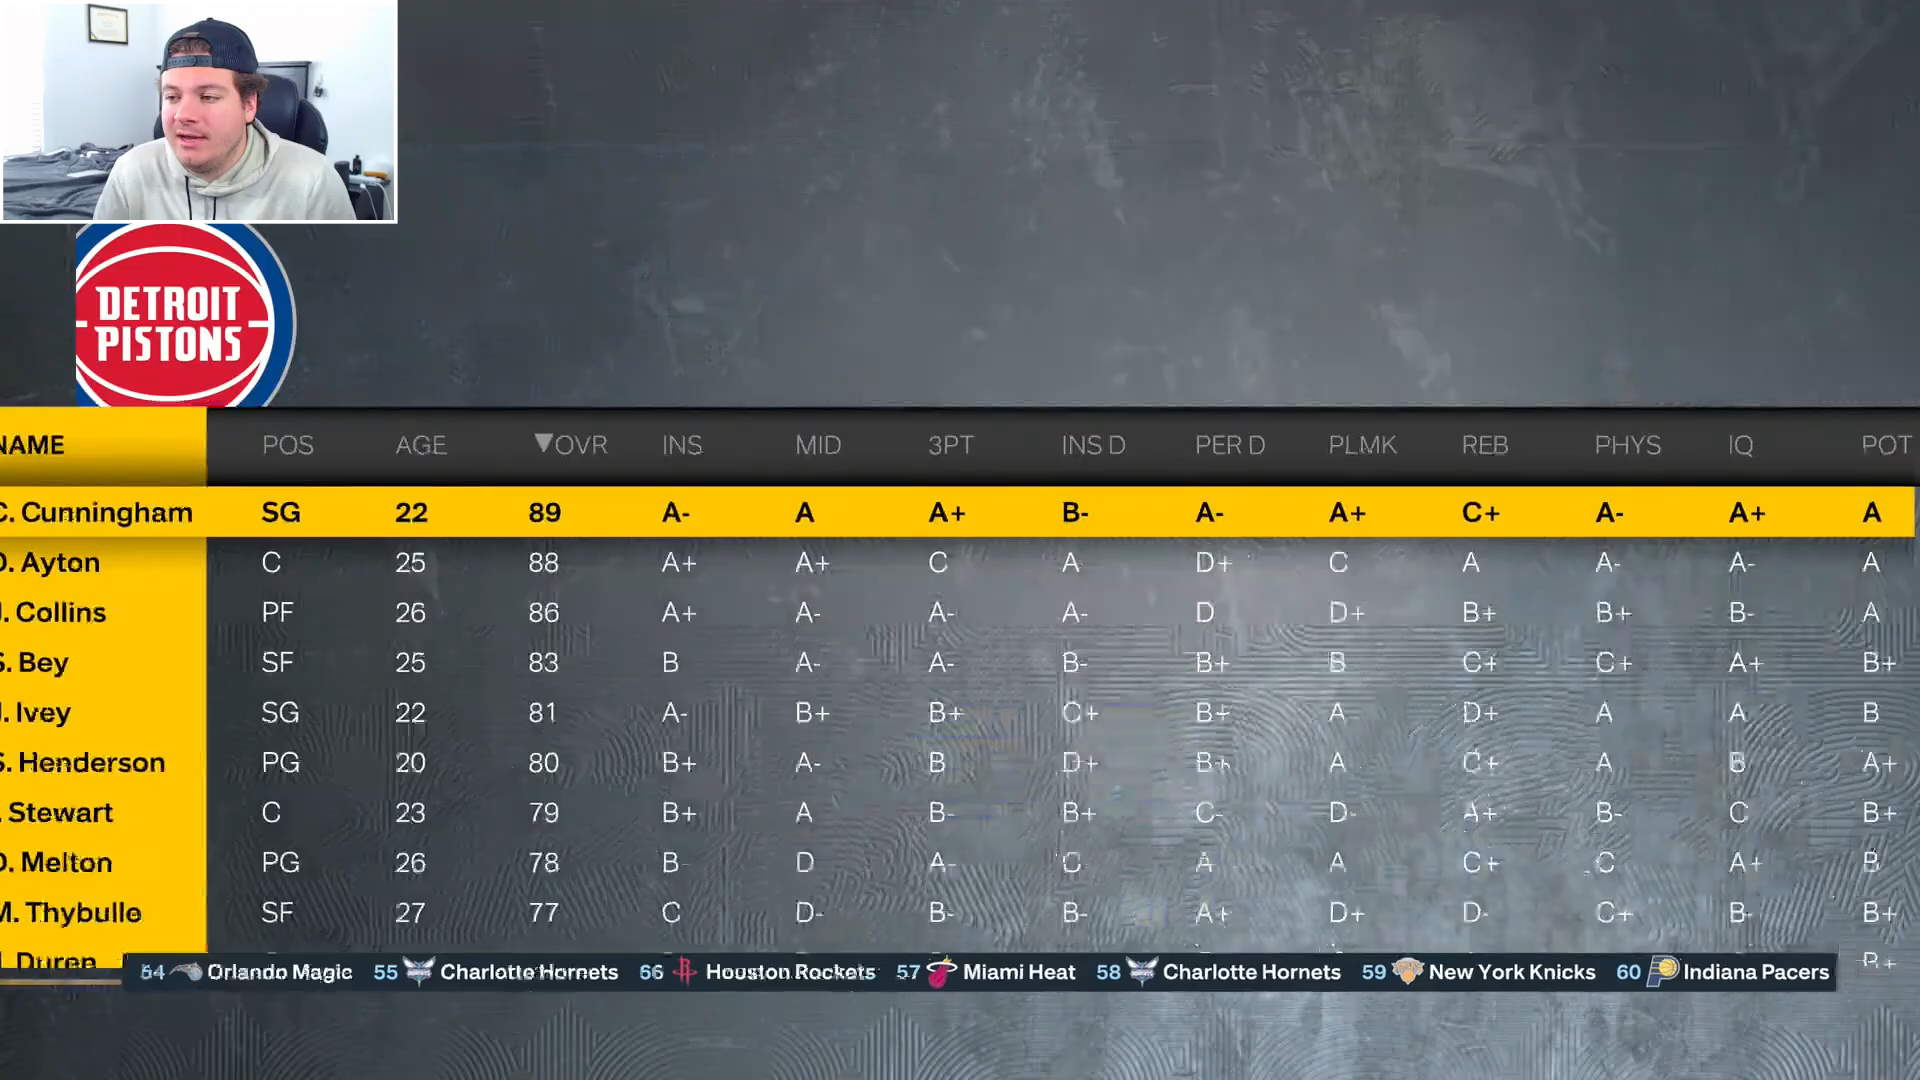 DETROIT
PISTONS
NAME POS AGE ▼OVR INS MID 3PT INS D PER D PLMK REB PHYS IQ POT
C. Cunningham SG 22 89 A- A A+ B- A- A+ C+ A- A+ A
D. Ayton C 25 88 A+ A+ C A D+ C A A- A- A
J. Collins PF 26 86 A+ A- A- A- D D+ B+ B+ B- A
S. Bey SF 25 83 B A- A- B- B+ B C+ C+ A+ B+
J. Ivey SG 22 81 A- B+ B+ C+ B+ A D+ A A B
S. Henderson PG 20 80 B+ A- B D+ B+ A C+ A B A+
. Stewart C 23 79 B+ A B- B+ C- D- A+ B- C B+
D. Melton PG 26 78 B- D A- C A A C+ C A+ B
M. Thybulle SF 27 77 C D- B- B- A+ D+ D- C+ B- B+
J. Duren B+
54 Orlando Magic 55 Charlotte Hornets 56 Houston Rockets 57 Miami Heat 58 Charlotte Hornets 59 New York Knicks 60 Indiana Pacers